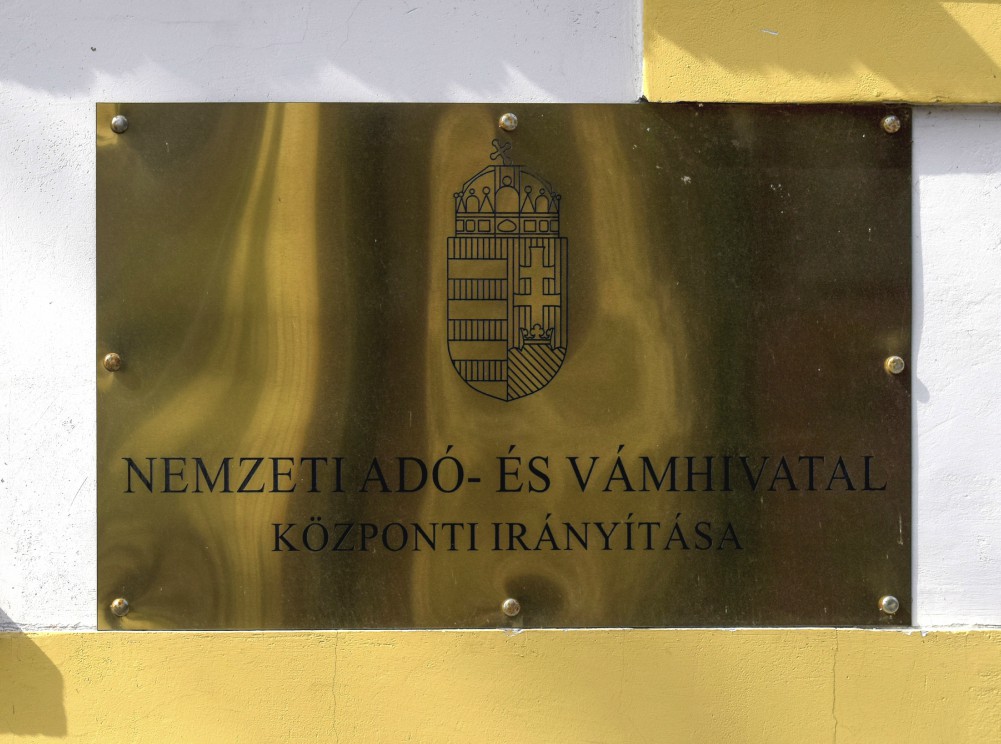 NEMZETI ADÓ- ÉS VÁMHIVATAL
KÖZPONTI IRÁNYÍTÁSA